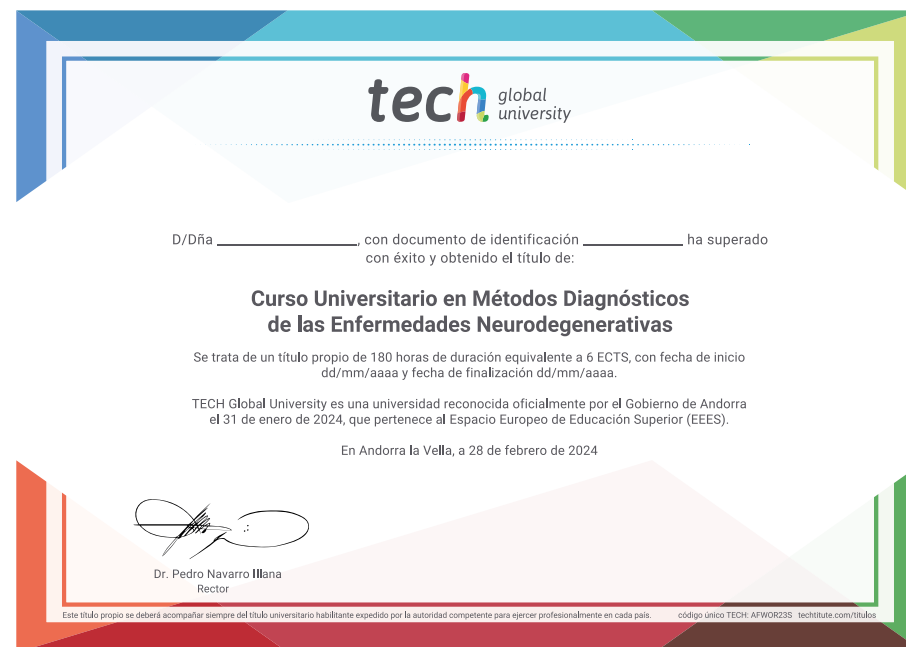 tech global university
D/Dña ____________, con documento de identificación ____________ ha superado
con éxito y obtenido el título de:
Curso Universitario en Métodos Diagnósticos
de las Enfermedades Neurodegenerativas
Se trata de un título propio de 180 horas de duración equivalente a 6 ECTS, con fecha de inicio
dd/mm/aaaa y fecha de finalización dd/mm/aaaa.
TECH Global University es una universidad reconocida oficialmente por el Gobierno de Andorra
el 31 de enero de 2024, que pertenece al Espacio Europeo de Educación Superior (EEES).
En Andorra la Vella, a 28 de febrero de 2024
Dr. Pedro Navarro Illana
Rector
Este título propio se deberá acompañar siempre del título universitario habilitante expedido por la autoridad competente para ejercer profesionalmente en cada país. código único TECH: AFWOR23S techtitute.com/titulos